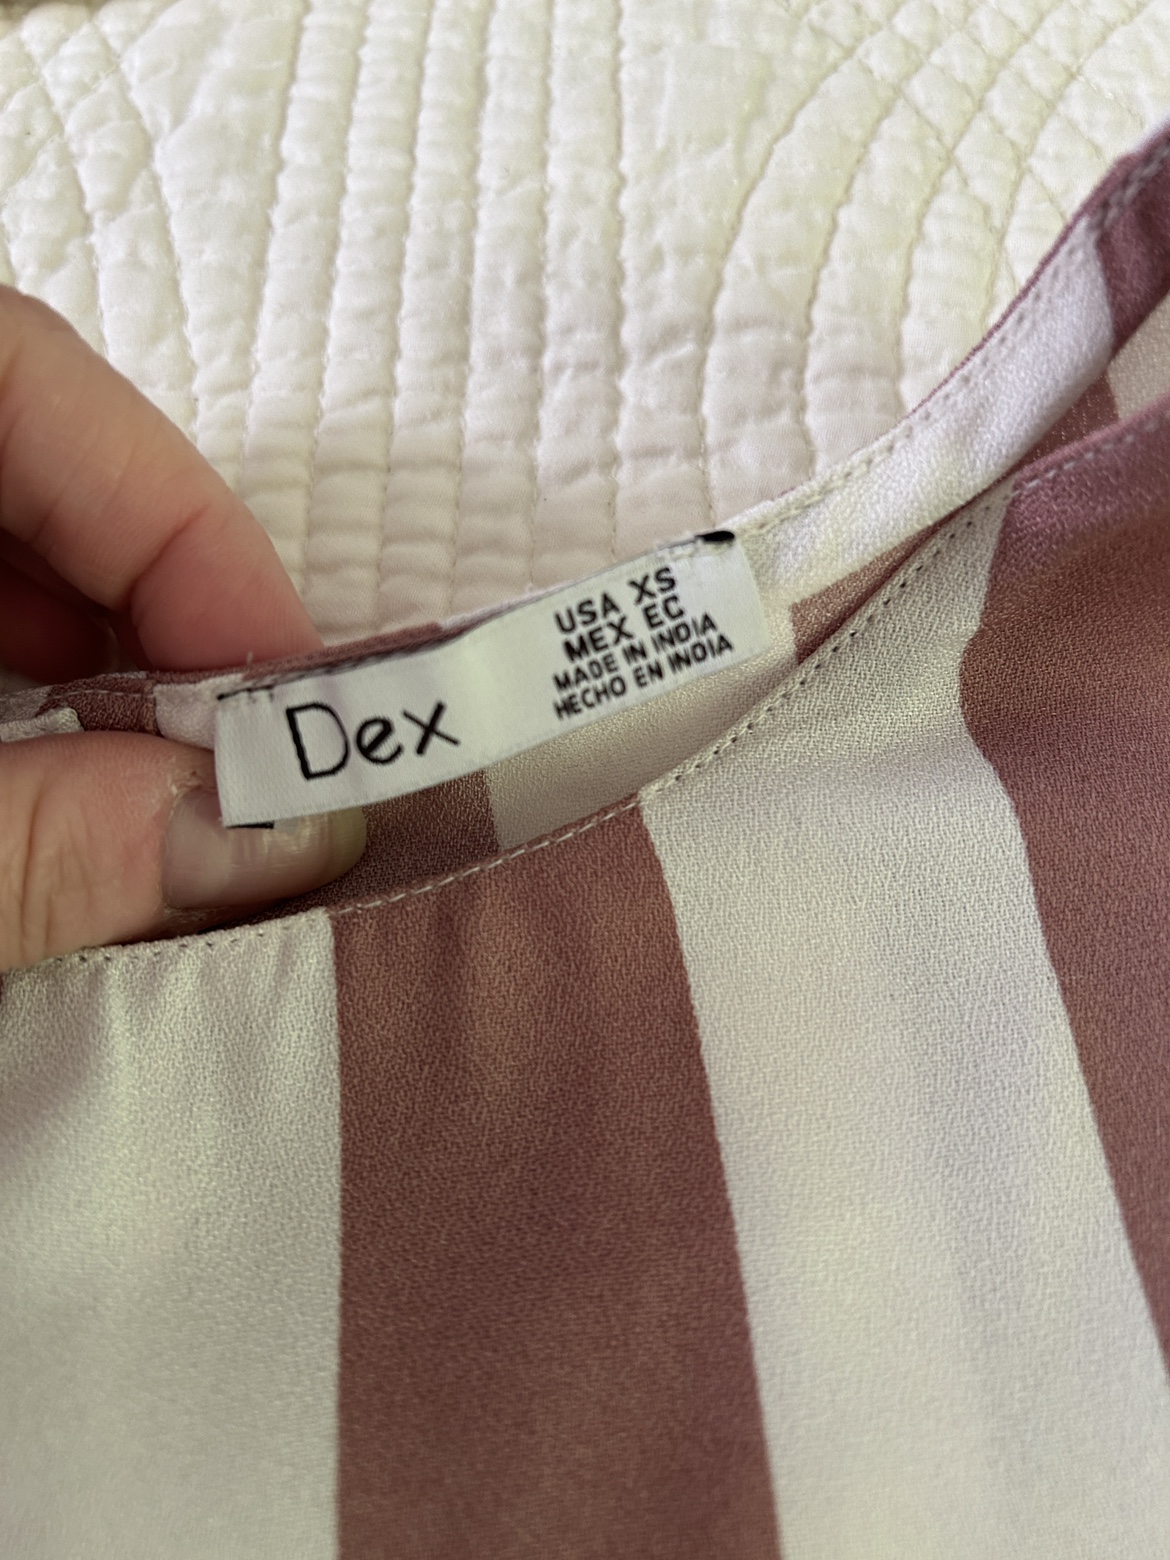 Dex
USA XS
MEX EC
MADE IN INDIA
HECHO EN INDIA